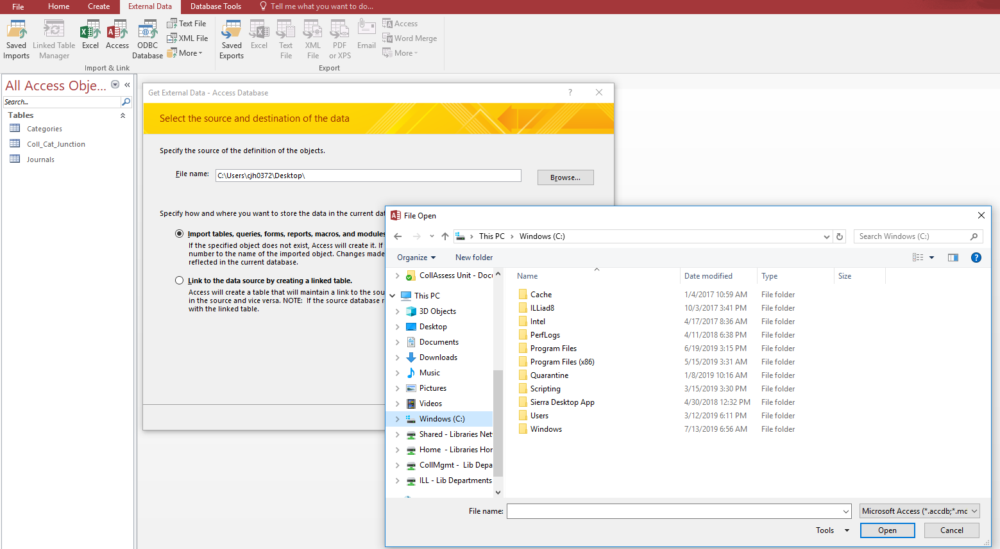 File Home Create External Data Database Tools Tell me what you want to do...
Saved Imports
Linked Table Manager
Excel
Access
ODBC Database
Text File
XML File
More
Import & Link
Saved Exports
Excel
Text File
XML File
PDF or XPS
Email
Access
Word Merge
More
Export
All Access Obje...
Search...
Tables
Categories
Coll_Cat_Junction
Journals
Get External Data - Access Database
?
Select the source and destination of the data
Specify the source of the definition of the objects.
File name: C:\Users\cjh0372\Desktop\
Browse...
Specify how and where you want to store the data in the current dat
Import tables, queries, forms, reports, macros, and modules
If the specified object does not exist, Access will create it. If
number to the name of the imported object. Changes made
reflected in the current database.
Link to the data source by creating a linked table.
Access will create a table that will maintain a link to the sou
in the source and vice versa. NOTE: If the source database r
with the linked table.
File Open
This PC > Windows (C:)
Search Windows (C:)
Organize New folder
?
CollAssess Unit - Docu
This PC
3D Objects
Desktop
Documents
Downloads
Music
Pictures
Videos
Windows (C:)
Shared - Libraries Net
Home - Libraries Hor
CollMgmt - Lib Depa
ILL - Lib Departments
Name Date modified Type Size
Cache 1/4/2017 10:59 AM File folder
ILLiad8 10/3/2017 3:41 PM File folder
Intel 4/17/2017 8:36 AM File folder
PerfLogs 4/11/2018 6:38 PM File folder
Program Files 6/19/2019 3:15 PM File folder
Program Files (x86) 5/15/2019 3:31 AM File folder
Quarantine 1/8/2019 10:16 AM File folder
Scripting 3/15/2019 3:30 PM File folder
Sierra Desktop App 4/30/2018 12:32 PM File folder
Users 3/12/2019 6:11 PM File folder
Windows 7/13/2019 6:56 AM File folder
File name:
Microsoft Access (*.accdb;*.mc
Tools Open Cancel